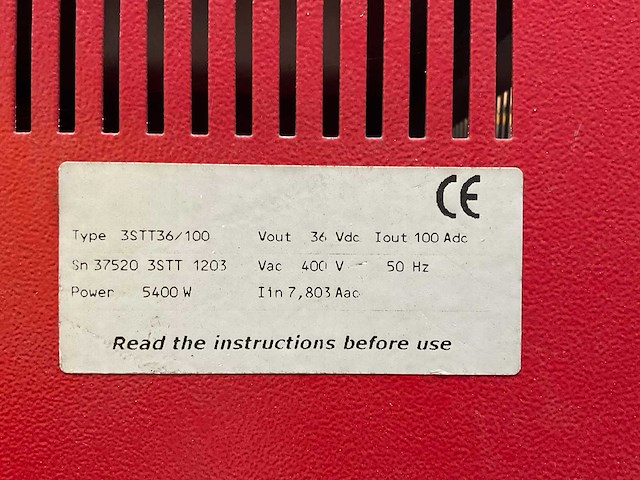 CE
Type 3STT36/100 Vout 36 Vdc Iout 100 Adc
Sn 37520 3STT 1203 Vac 400 V - 50 Hz
Power 5400 W Iin 7,803 Aac
Read the instructions before use